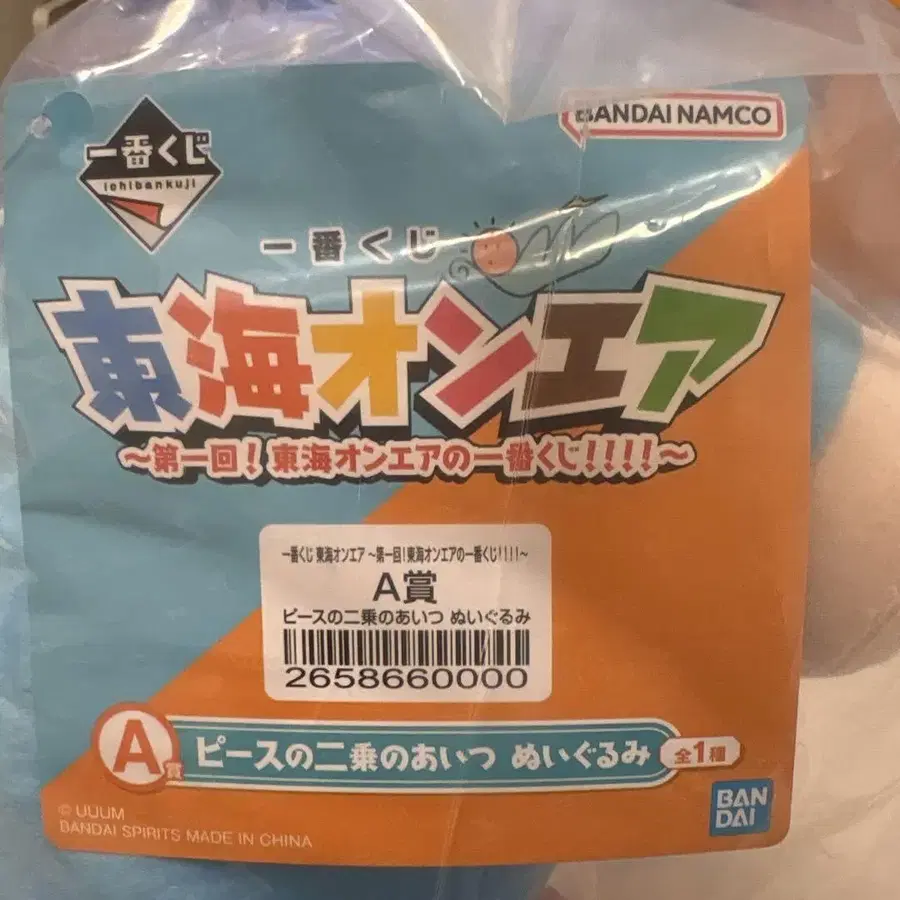 一番くじ
ichibankuji
BANDAI NAMCO
一番くじ
東海オンエア
～第一回！東海オンエアの一番くじ！！！！～
一番くじ 東海オンエア ～第一回！東海オンエアの一番くじ！！！！～
A賞
ピースの二乗のあいつ ぬいぐるみ
2658660000
A賞
ピースの二乗のあいつ ぬいぐるみ
全1種
© UUUM
BANDAI SPIRITS MADE IN CHINA
BAN
DAI